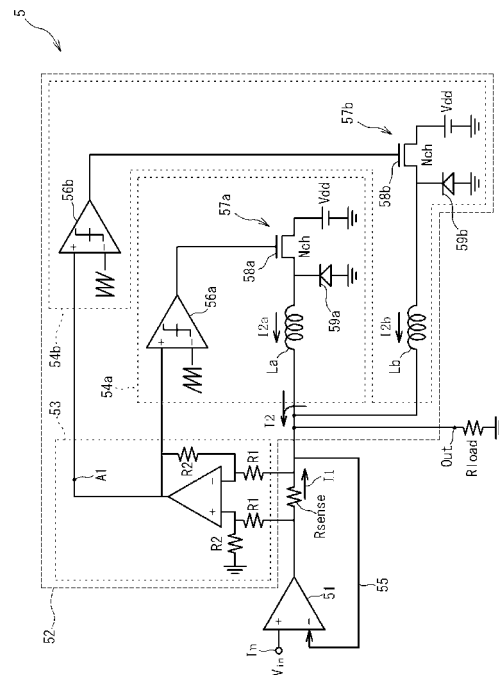 5
56b
57b
Vdd
58b
Nch
59b
54b
56a
57a
Vdd
58a
Nch
59a
54a
I2a
La
I2b
Lb
53
I2
A1
R2
R1
R1
R2
I1
Rsense
Out
Rload
52
51
55
In
Vin
+
-
+
-
+
-
+
-